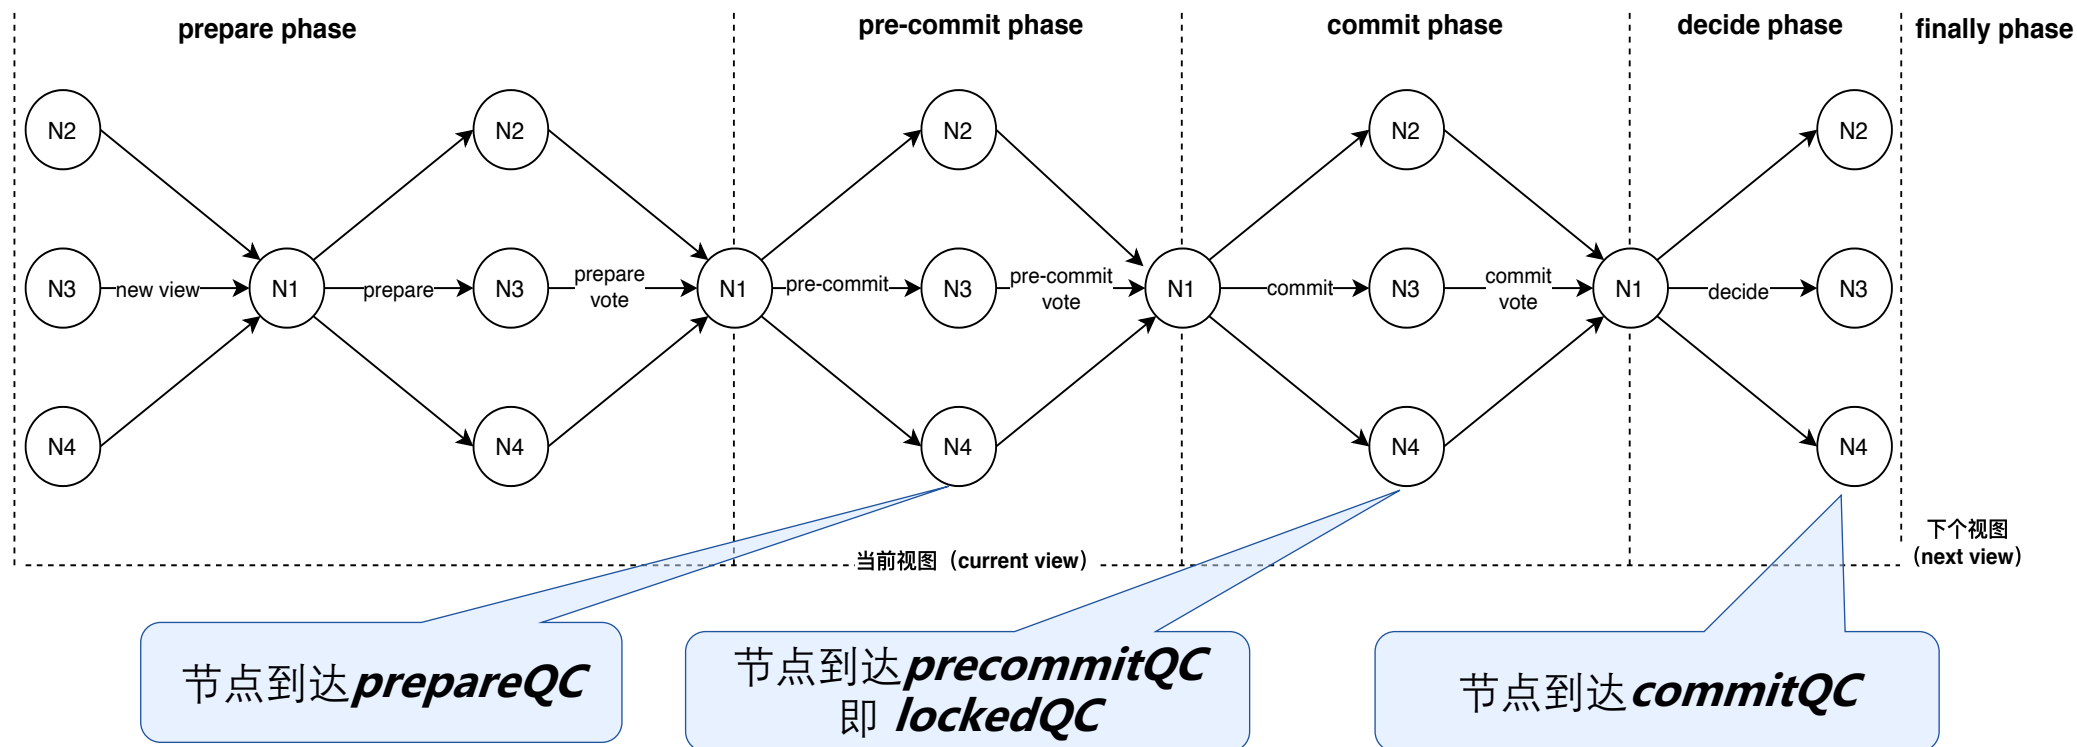 prepare phase
pre-commit phase
commit phase
decide phase
finally phase
N2
N2
N2
N2
N2
N3
new view
N1
prepare
N3
prepare
vote
N1
pre-commit
N3
pre-commit
vote
N1
commit
N3
commit
vote
N1
decide
N3
N4
N4
N4
N4
N4
当前视图（current view）
下个视图
（next view）
节点到达prepareQC
节点到达precommitQC
即 lockedQC
节点到达commitQC